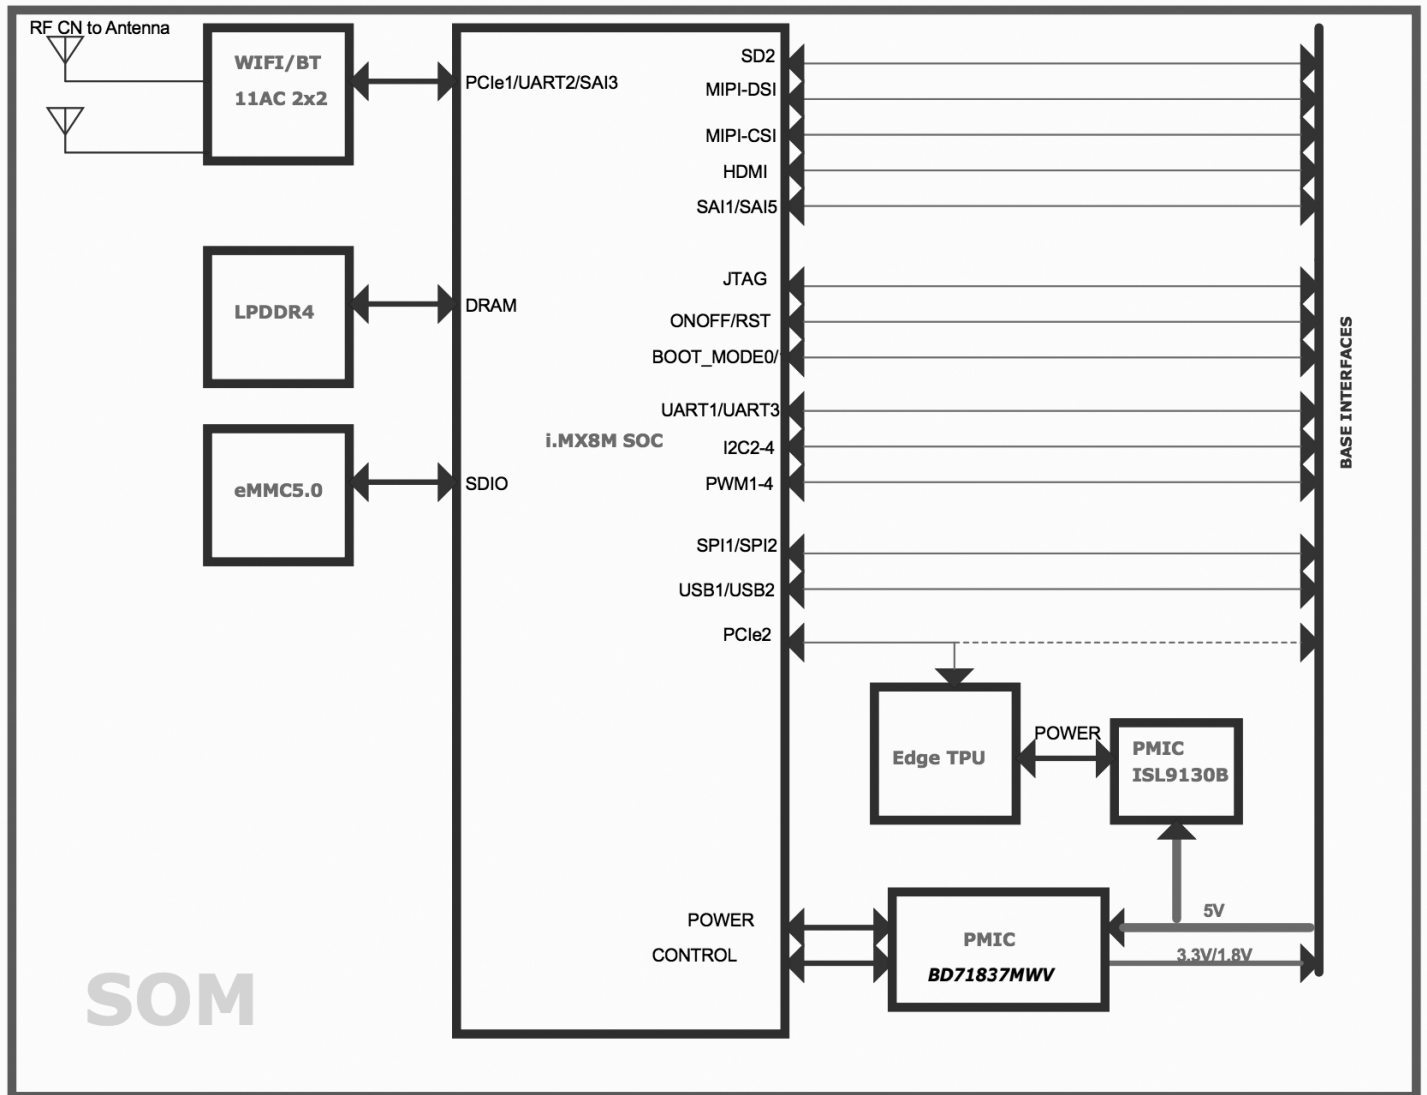 RF CN to Antenna
WIFI/BT
11AC 2x2
PCIe1/UART2/SAI3
LPDDR4
DRAM
eMMC5.0
SDIO
i.MX8M SOC
SD2
MIPI-DSI
MIPI-CSI
HDMI
SAI1/SAI5
JTAG
ONOFF/RST
BOOT_MODE0/
UART1/UART3
I2C2-4
PWM1-4
SPI1/SPI2
USB1/USB2
PCIe2
Edge TPU
POWER
PMIC
ISL9130B
POWER
CONTROL
PMIC
BD71837MWV
5V
3.3V/1.8V
BASE INTERFACES
SOM